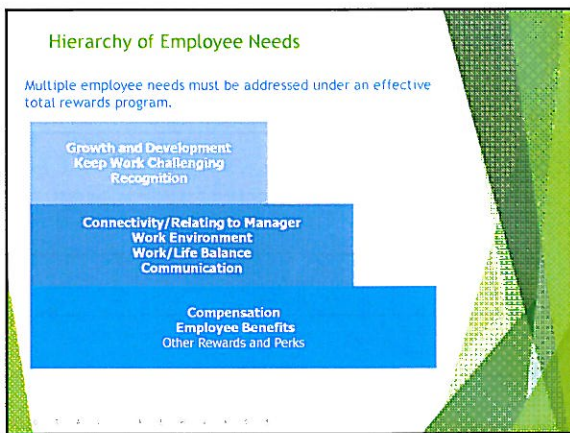 Hierarchy of Employee Needs
Multiple employee needs must be addressed under an effective
total rewards program.
Growth and Development
Keep Work Challenging
Recognition
Connectivity/Relating to Manager
Work Environment
Work/Life Balance
Communication
Compensation
Employee Benefits
Other Rewards and Perks